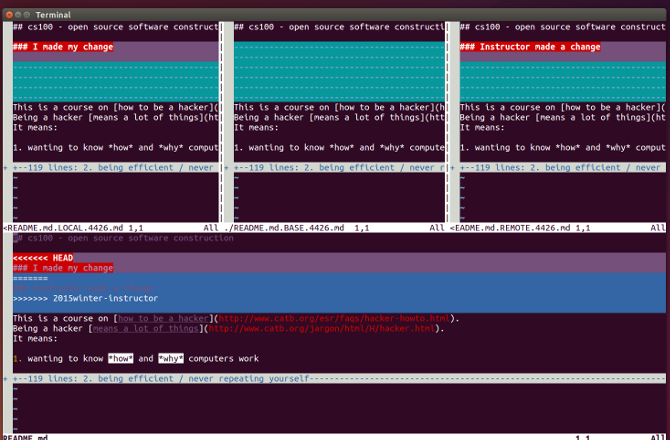 Terminal
## cs100 - open source software constructi
### I made my change
This is a course on [how to be a hacker](
Being a hacker [means a lot of things](ht
It means:
1. wanting to know *how* and *why* comput
+ +--119 lines: 2. being efficient / never
~
~
~
~
~
<README.md.LOCAL.4426.md 1,1 All
## cs100 - open source software constructi
This is a course on [how to be a hacker](h
Being a hacker [means a lot of things](htt
It means:
1. wanting to know *how* and *why* compute
+ +--119 lines: 2. being efficient / never r
~
~
~
~
~
./README.md.BASE.4426.md 1,1 All
## cs100 - open source software construct
### Instructor made a change
This is a course on [how to be a hacker](
Being a hacker [means a lot of things](ht
It means:
1. wanting to know *how* and *why* comput
+ +--119 lines: 2. being efficient / never
~
~
~
~
~
<EADME.md.REMOTE.4426.md 1,1 All
## cs100 - open source software construction
<<<<<<< HEAD
### I made my change
=======
>>>>>>> 2015winter-instructor
This is a course on [how to be a hacker](http://www.catb.org/esr/faqs/hacker-howto.html).
Being a hacker [means a lot of things](http://www.catb.org/jargon/html/H/hacker.html).
It means:
1. wanting to know *how* and *why* computers work
+ +--119 lines: 2. being efficient / never repeating yourself
~
~
~
~
README.md 1,1 All